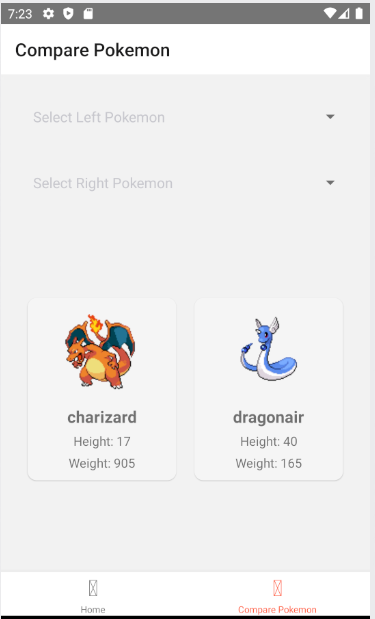 7:23
Compare Pokemon
Select Left Pokemon
Select Right Pokemon
charizard
Height: 17
Weight: 905
dragonair
Height: 40
Weight: 165
Home
Compare Pokemon